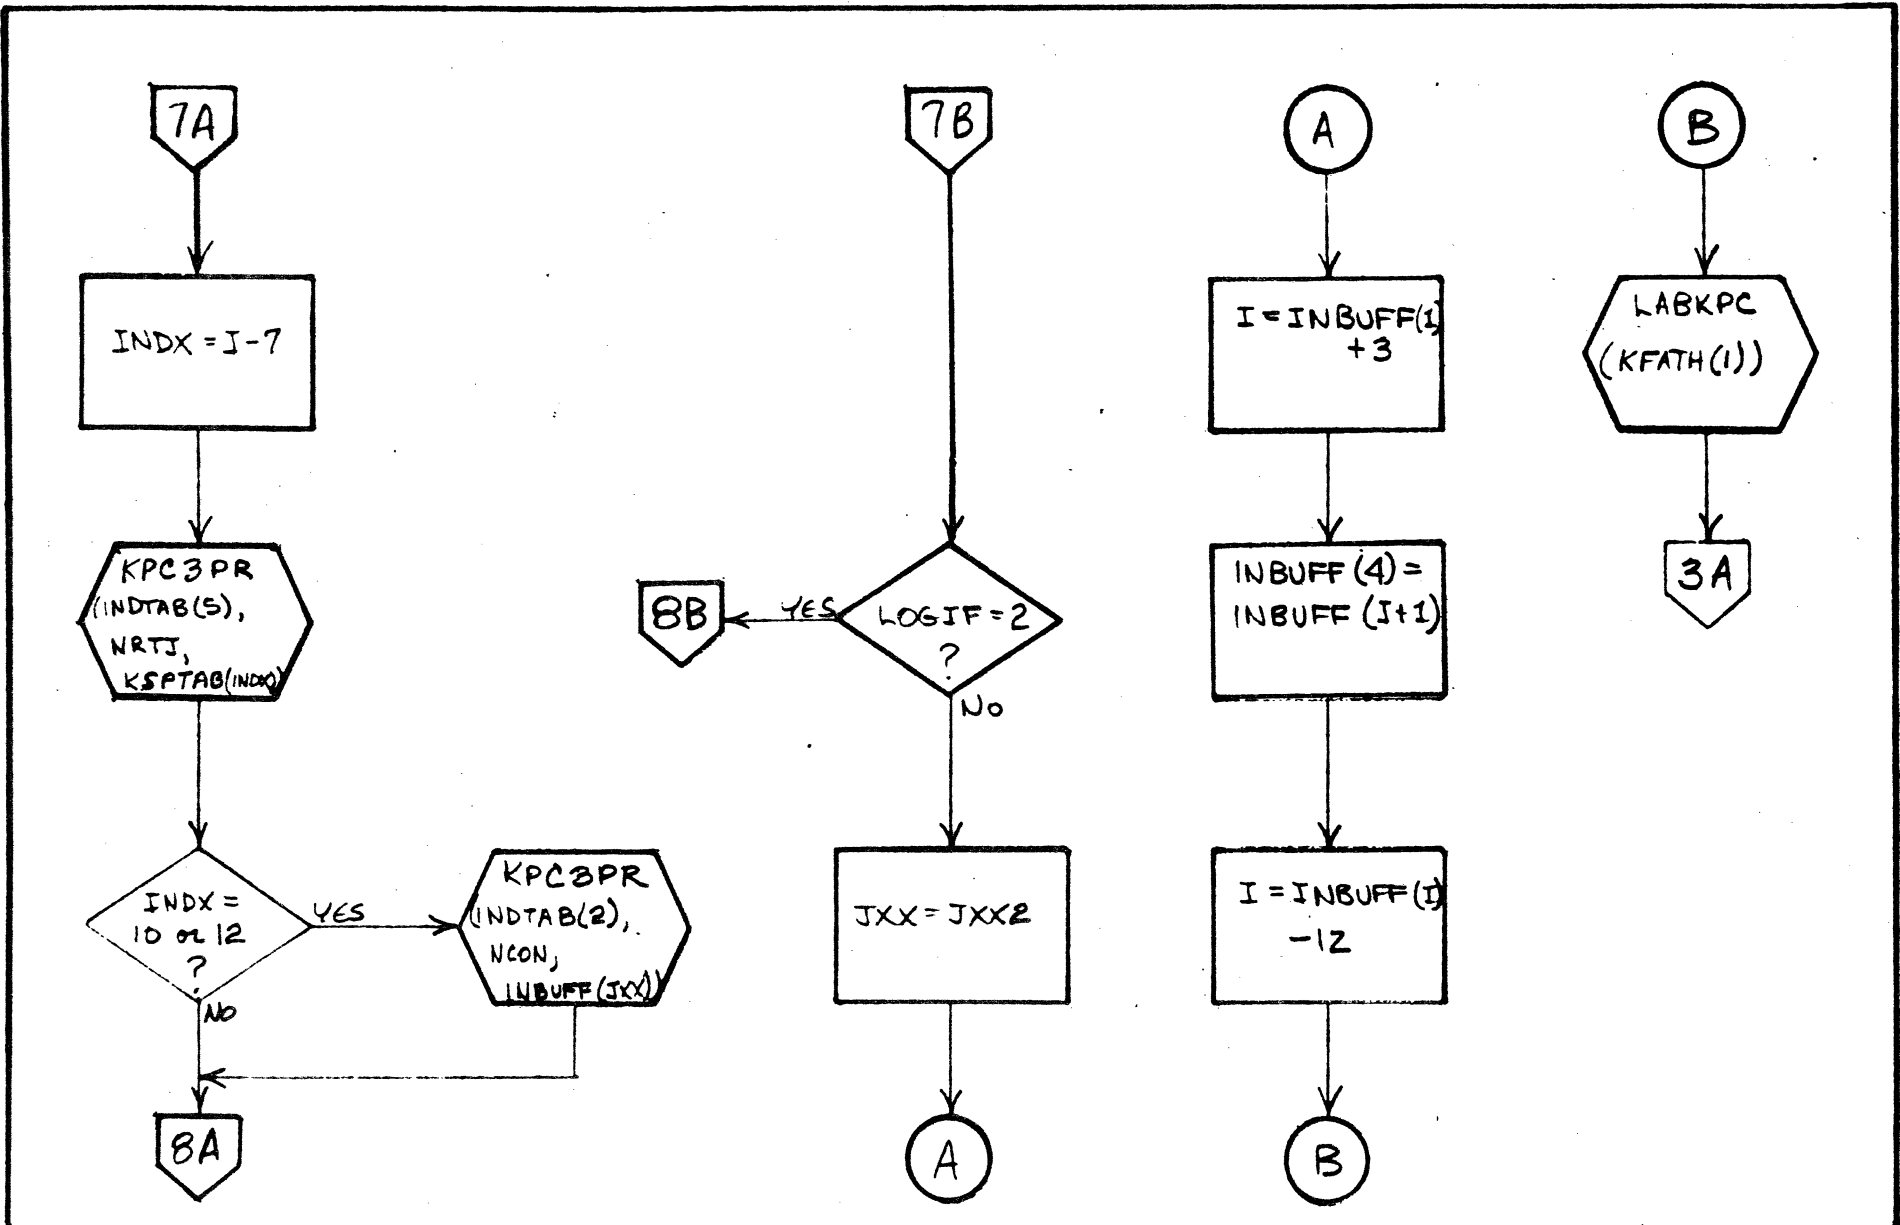 7A
INDX = J-7
KPC3PR
(INDTAB(5),
NRTJ,
KSPTAB(INDX))
INDX =
10 or 12
?
YES
NO
KPC3PR
(INDTAB(2),
NCON,
INBUFF(JXX))
8A
7B
LOGIF = 2
?
YES
8B
No
JXX = JXX2
A
A
I = INBUFF(1)
+3
INBUFF(4) =
INBUFF(I+1)
I = INBUFF(1)
-12
B
B
LABKPC
(KFATH(1))
3A